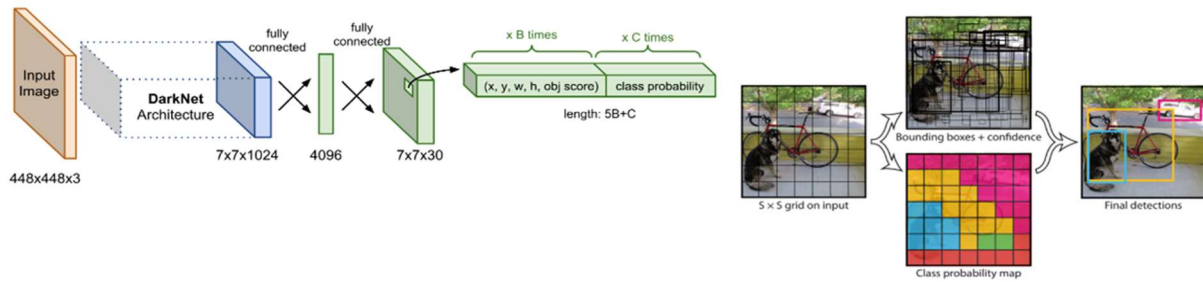 Input
Image
448x448x3
DarkNet
Architecture
7x7x1024
fully
connected
4096
fully
connected
7x7x30
x B times
x C times
(x, y, w, h, obj score)
class probability
length: 5B+C
S × S grid on input
Bounding boxes + confidence
Class probability map
Final detections